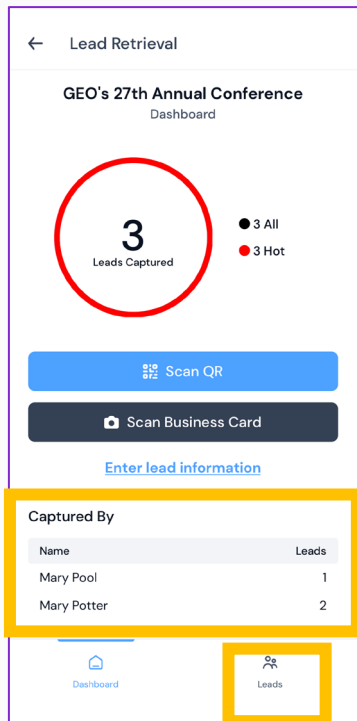 Lead Retrieval
GEO's 27th Annual Conference
Dashboard
3
Leads Captured
3 All
3 Hot
Scan QR
Scan Business Card
Enter lead information
Captured By
Name Leads
Mary Pool 1
Mary Potter 2
Dashboard Leads